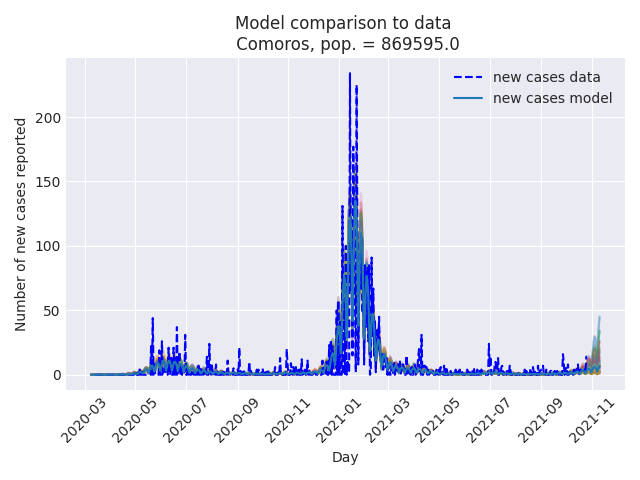 Model comparison to data
Comoros, pop. = 869595.0
new cases data
new cases model
Number of new cases reported
200
150
100
50
0
2020-03
2020-05
2020-07
2020-09
2020-11
2021-01
2021-03
2021-05
2021-07
2021-09
2021-11
Day